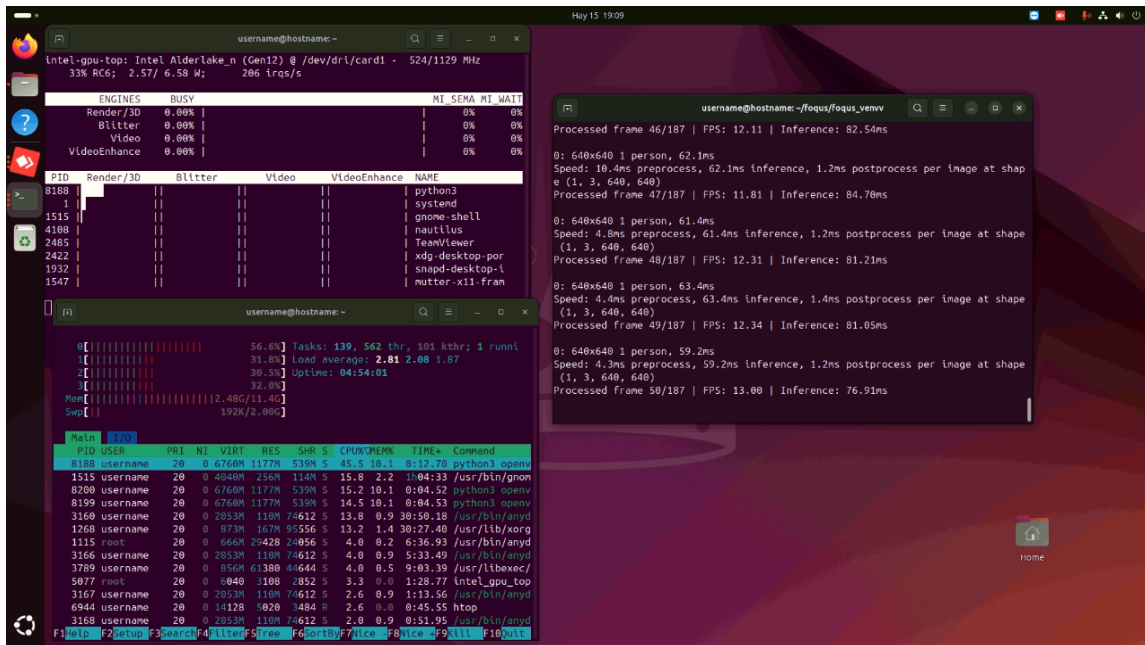 Hay 15 19:09
username@hostname: ~
intel-gpu-top: Intel Alderlake_n (Gen12) @ /dev/dri/card1 - 524/1129 MHz
33% RC6; 2.57/ 6.58 W; 206 irqs/s
ENGINES BUSY MI_SEMA MI_WAIT
Render/3D 0.00% | | 0% 0%
Blitter 0.00% | | 0% 0%
Video 0.00% | | 0% 0%
VideoEnhance 0.00% | | 0% 0%
PID Render/3D Blitter Video VideoEnhance NAME
8188 | || || || | python3
1 | || || || | systemd
1515 | || || || | gnome-shell
4108 | || || || | nautilus
2485 | || || || | TeamViewer
2422 | || || || | xdg-desktop-por
1932 | || || || | snapd-desktop-i
1547 | || || || | mutter-x11-fram
username@hostname: ~
0[|||||||||||||||||||| 56.6%] Tasks: 139, 562 thr, 101 kthr; 1 runni
1[||||||||||| 31.8%] Load average: 2.81 2.08 1.87
2[||||||||||| 30.5%] Uptime: 04:54:01
3[||||||||||| 32.0%]
Mem[||||||||||||||||||||||2.48G/11.4G]
Swp[|| 192K/2.00G]
Main I/O
PID USER PRI NI VIRT RES SHR S CPU%▽MEM% TIME+ Command
8188 username 20 0 6760M 1177M 539M S 45.5 10.1 0:12.70 python3 openv
1515 username 20 0 4040M 256M 114M S 15.8 2.2 1h04:33 /usr/bin/gnom
8200 username 20 0 6760M 1177M 539M S 15.2 10.1 0:04.52 python3 openv
8199 username 20 0 6760M 1177M 539M S 14.5 10.1 0:04.53 python3 openv
3160 username 20 0 2053M 110M 74612 S 13.8 0.9 30:50.18 /usr/bin/anyd
1268 username 20 0 873M 167M 95556 S 13.2 1.4 30:27.40 /usr/lib/xorg
1115 root 20 0 666M 29428 24056 S 4.0 0.2 6:36.93 /usr/bin/anyd
3166 username 20 0 2053M 110M 74612 S 4.0 0.9 5:33.49 /usr/bin/anyd
3789 username 20 0 856M 61380 44644 S 4.0 0.5 9:03.39 /usr/libexec/
5077 root 20 0 6040 3108 2852 S 3.3 0.0 1:28.77 intel_gpu_top
3167 username 20 0 2053M 110M 74612 S 2.6 0.9 1:13.56 /usr/bin/anyd
6944 username 20 0 14128 5020 3484 R 2.6 0.0 0:45.55 htop
3168 username 20 0 2053M 110M 74612 S 2.0 0.9 0:51.95 /usr/bin/anyd
F1Help F2Setup F3SearchF4FilterF5Tree F6SortByF7Nice -F8Nice +F9Kill F10Quit
username@hostname: ~/foqus/foqus_venvv
Processed frame 46/187 | FPS: 12.11 | Inference: 82.54ms
0: 640x640 1 person, 62.1ms
Speed: 10.4ms preprocess, 62.1ms inference, 1.2ms postprocess per image at shap
e (1, 3, 640, 640)
Processed frame 47/187 | FPS: 11.81 | Inference: 84.70ms
0: 640x640 1 person, 61.4ms
Speed: 4.8ms preprocess, 61.4ms inference, 1.2ms postprocess per image at shape
(1, 3, 640, 640)
Processed frame 48/187 | FPS: 12.31 | Inference: 81.21ms
0: 640x640 1 person, 63.4ms
Speed: 4.4ms preprocess, 63.4ms inference, 1.4ms postprocess per image at shape
(1, 3, 640, 640)
Processed frame 49/187 | FPS: 12.34 | Inference: 81.05ms
0: 640x640 1 person, 59.2ms
Speed: 4.3ms preprocess, 59.2ms inference, 1.2ms postprocess per image at shape
(1, 3, 640, 640)
Processed frame 50/187 | FPS: 13.00 | Inference: 76.91ms
Home